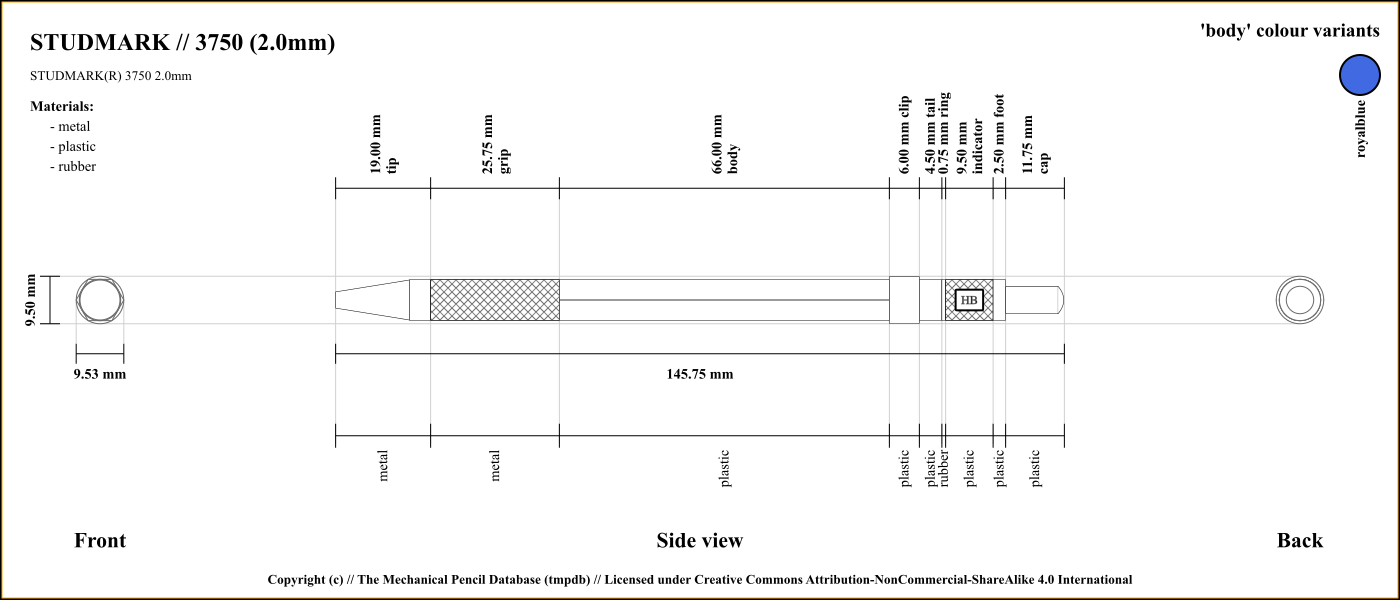 STUDMARK // 3750 (2.0mm)
'body' colour variants
STUDMARK(R) 3750 2.0mm
royalblue
Materials:
- metal
- plastic
- rubber
19.00 mm
tip
25.75 mm
grip
66.00 mm
body
6.00 mm clip
4.50 mm tail
0.75 mm ring
9.50 mm
indicator
2.50 mm foot
11.75 mm
cap
9.50 mm
HB
9.53 mm
145.75 mm
metal
metal
plastic
plastic
plastic
rubber
plastic
plastic
plastic
Front
Side view
Back
Copyright (c) // The Mechanical Pencil Database (tmpdb) // Licensed under Creative Commons Attribution-NonCommercial-ShareAlike 4.0 International